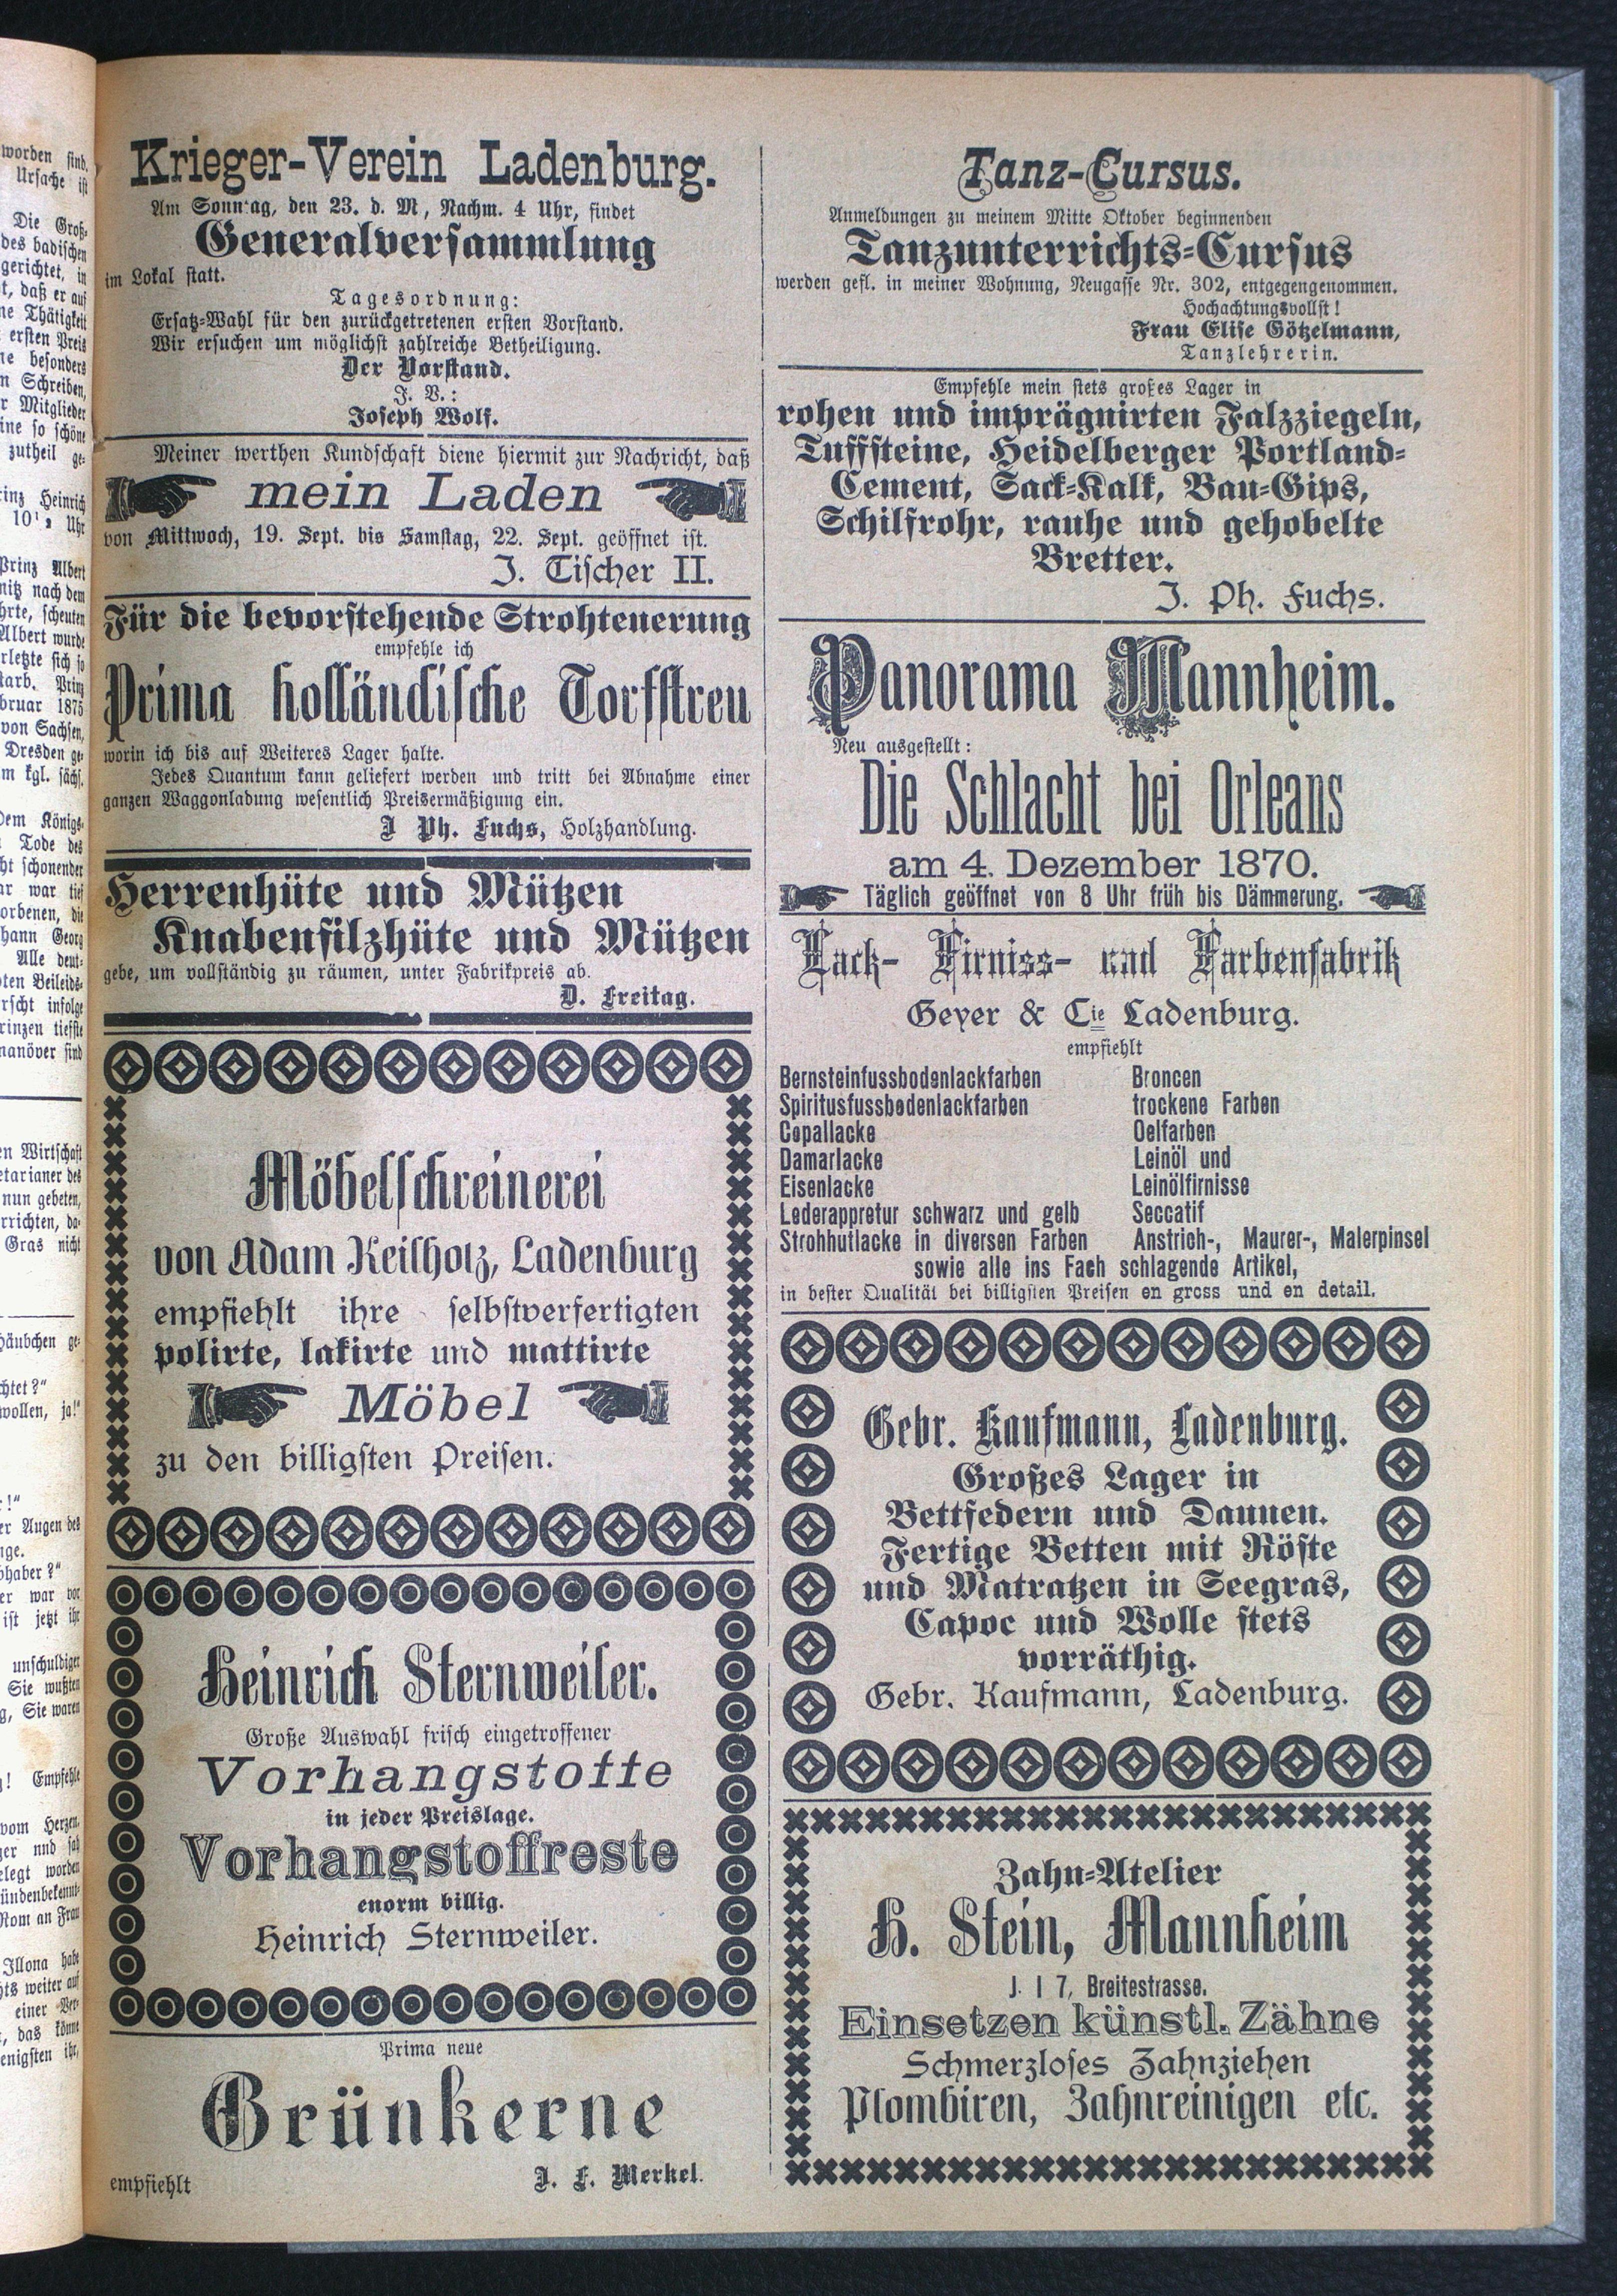 Krieger-Verein Ladenburg.
Am Sonntag, den 23. d. M, Nachm. 4 Uhr, findet
Generalversammlung
im Lokal statt.
Tagesordnung:
Ersatz-Wahl für den zurückgetretenen ersten Vorstand.
Wir ersuchen um möglichst zahlreiche Betheiligung.
Der Vorstand.
J. V.:
Joseph Wolf.
Meiner werthen Kundschaft diene hiermit zur Nachricht, daß
mein Laden
von Mittwoch, 19. Sept. bis Samstag, 22. Sept. geöffnet ist.
J. Tischer II.
Für die bevorstehende Strohteuerung
empfehle ich
Prima holländische Torfstreu
worin ich bis auf Weiteres Lager halte.
Jedes Quantum kann geliefert werden und tritt bei Abnahme einer
ganzen Waggonladung wesentlich Preisermäßigung ein.
J Ph. Fuchs, Holzhandlung.
Herrenhüte und Mützen
Knabenfilzhüte und Mützen
gebe, um vollständig zu räumen, unter Fabrikpreis ab.
D. Freitag.
Möbelschreinerei
von Adam Keilholz, Ladenburg
empfiehlt ihre selbstverfertigten
polirte, lakirte und mattirte
Möbel
zu den billigsten Preisen.
Heinrich Sternweiler.
Große Auswahl frisch eingetroffener
Vorhangstoffe
in jeder Preislage.
Vorhangstoffreste
enorm billig.
Heinrich Sternweiler.
Prima neue
Grünkerne
empfiehlt J. F. Merkel.
Tanz-Cursus.
Anmeldungen zu meinem Mitte Oktober beginnenden
Tanzunterrichts-Cursus
werden gefl. in meiner Wohnung, Neugasse Nr. 302, entgegengenommen.
Hochachtungsvollst!
Frau Elise Götzelmann,
Tanzlehrerin.
Empfehle mein stets großes Lager in
rohen und imprägnirten Falzziegeln,
Tuffsteine, Heidelberger Portland-
Cement, Sack-Kalk, Bau-Gips,
Schilfrohr, rauhe und gehobelte
Bretter.
J. Ph. Fuchs.
Panorama Mannheim.
Neu ausgestellt:
Die Schlacht bei Orleans
am 4. Dezember 1870.
Täglich geöffnet von 8 Uhr früh bis Dämmerung.
Lack- Firniss- und Farbenfabrik
Geyer & Cie Ladenburg.
empfiehlt
Bernsteinfussbodenlackfarben Broncen
Spiritusfussbodenlackfarben trockene Farben
Copallacke Oelfarben
Damarlacke Leinöl und
Eisenlacke Leinölfirnisse
Lederappretur schwarz und gelb Seccatif
Strohhutlacke in diversen Farben Anstrich-, Maurer-, Malerpinsel
sowie alle ins Fach schlagende Artikel,
in bester Qualität bei billigsten Preisen en gross und en detail.
Gebr. Kaufmann, Ladenburg.
Großes Lager in
Bettfedern und Daunen.
Fertige Betten mit Röste
und Matratzen in Seegras,
Capoc und Wolle stets
vorräthig.
Gebr. Kaufmann, Ladenburg.
Zahn-Atelier
H. Stein, Mannheim
J. I 7, Breitestrasse.
Einsetzen künstl. Zähne
Schmerzloses Zahnziehen
Plombiren, Zahnreinigen etc.